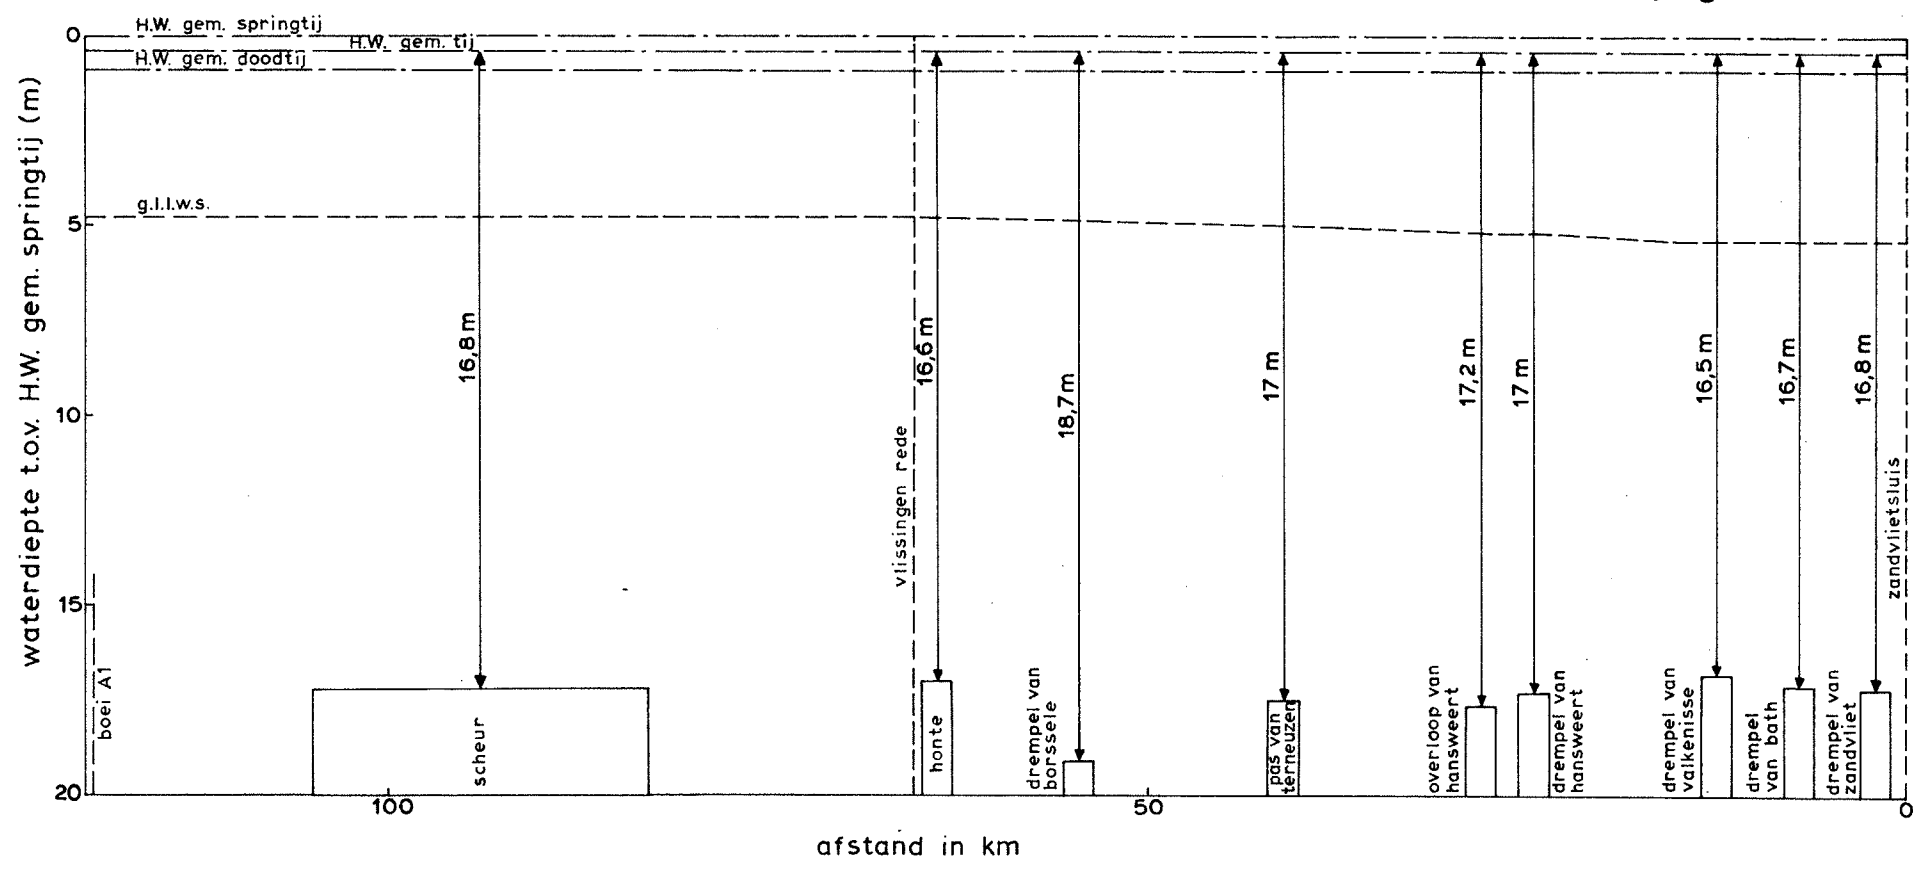 H.W. gem. springtij
H.W. gem. tij
H.W. gem. doodtij
g.l.l.w.s.
waterdiepte t.o.v. H.W. gem. springtij (m)
0
5
10
15
20
boei A1
16,8 m
scheur
vlissingen rede
16,6 m
honte
18,7 m
drempel van
borssele
17 m
pas van
terneuzen
17,2 m
overloop van
hansweert
17 m
drempel van
hansweert
16,5 m
drempel van
valkenisse
16,7 m
drempel
van bath
16,8 m
drempel van
zandvliet
zandvlietsluis
100
50
0
afstand in km